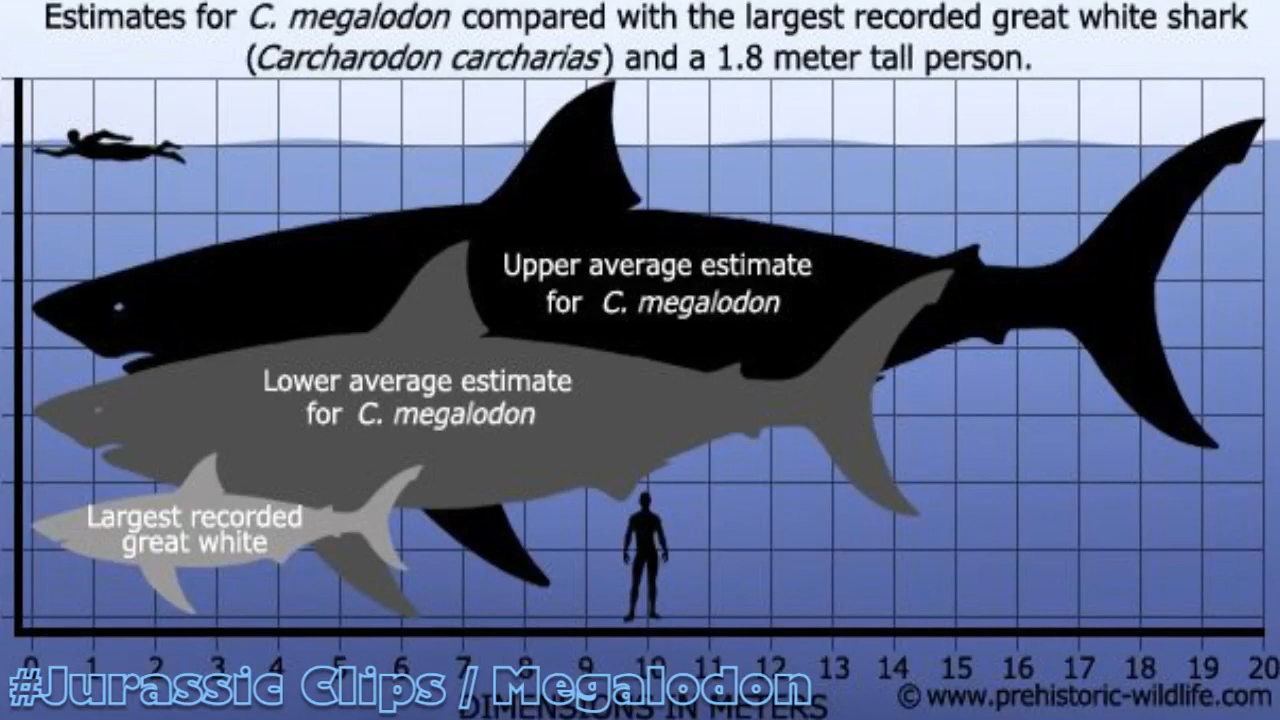 Estimates for C. megalodon compared with the largest recorded great white shark
(Carcharodon carcharias) and a 1.8 meter tall person.
Upper average estimate
for C. megalodon
Lower average estimate
for C. megalodon
Largest recorded
great white
0 1 2 3 4 5 6 7 8 9 10 11 12 13 14 15 16 17 18 19 20
#Jurassic Clips / Megalodon
DIMENSIONS IN METERS
© www.prehistoric-wildlife.com